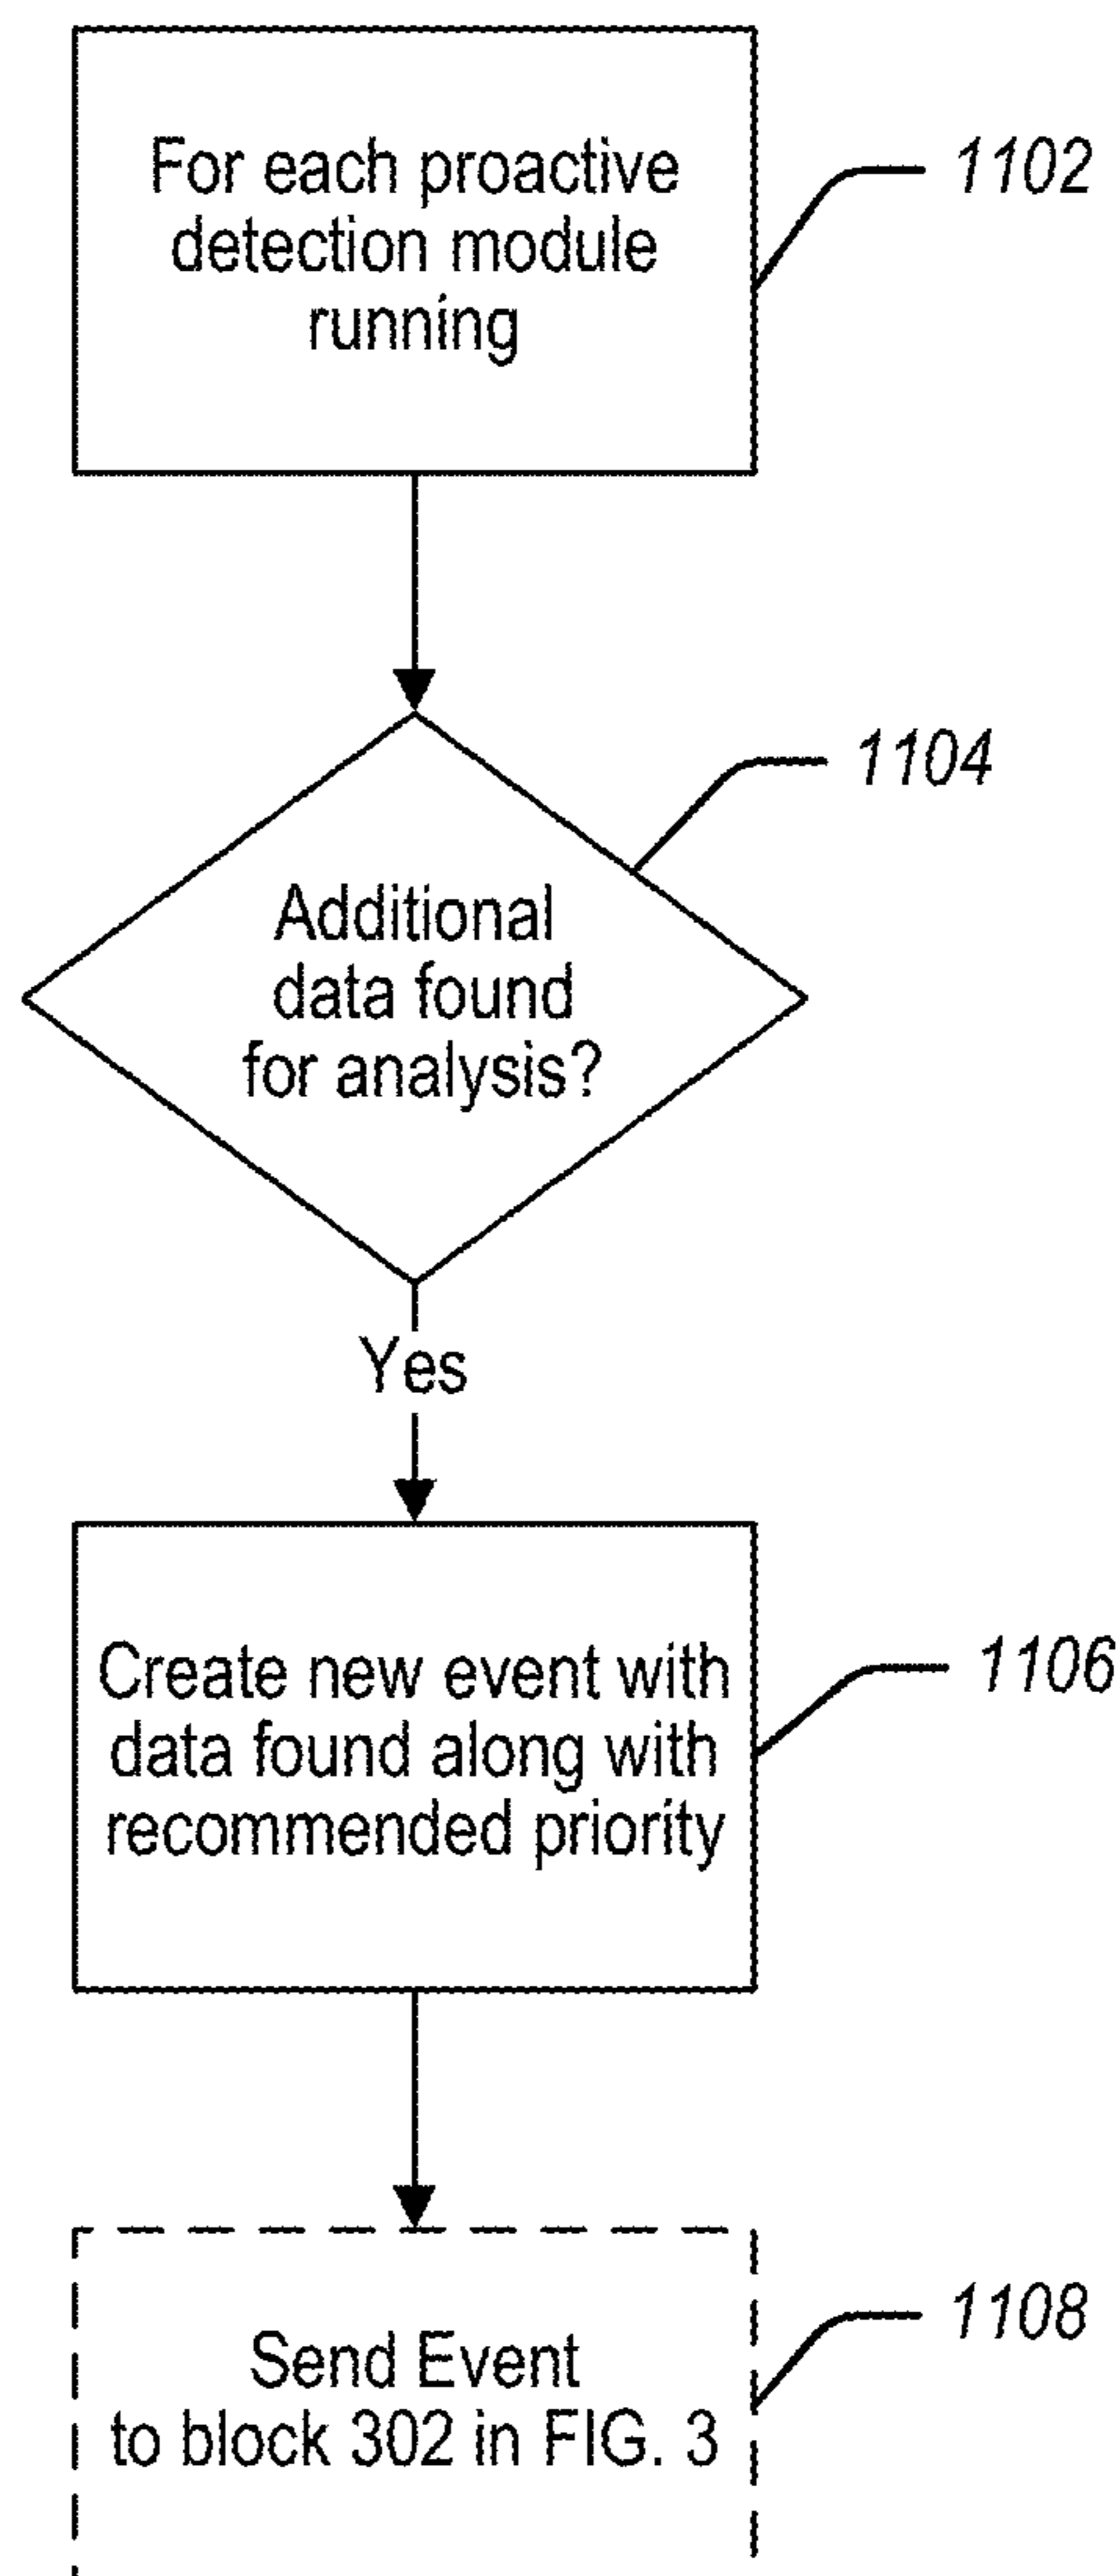 For each proactive
detection module
running
1102
1104
Additional
data found
for analysis?
Yes
Create new event with
data found along with
recommended priority
1106
Send Event
to block 302 in FIG. 3
1108